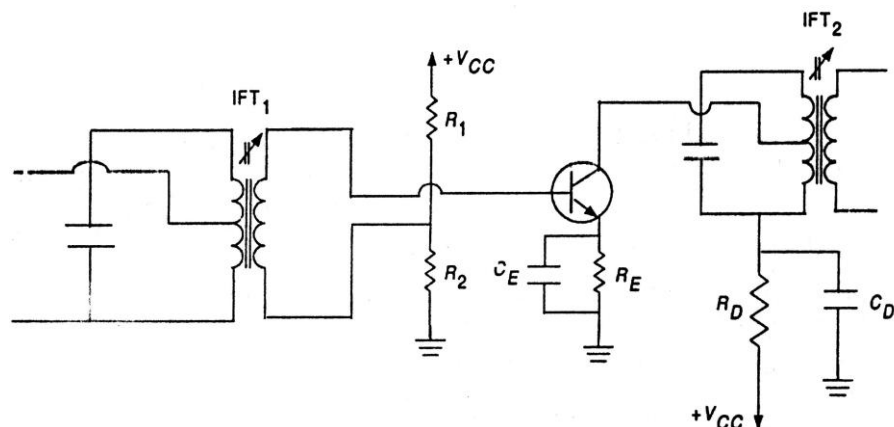 IFT2
+VCC
IFT1
R1
R2
CE
RE
RD
CD
+VCC